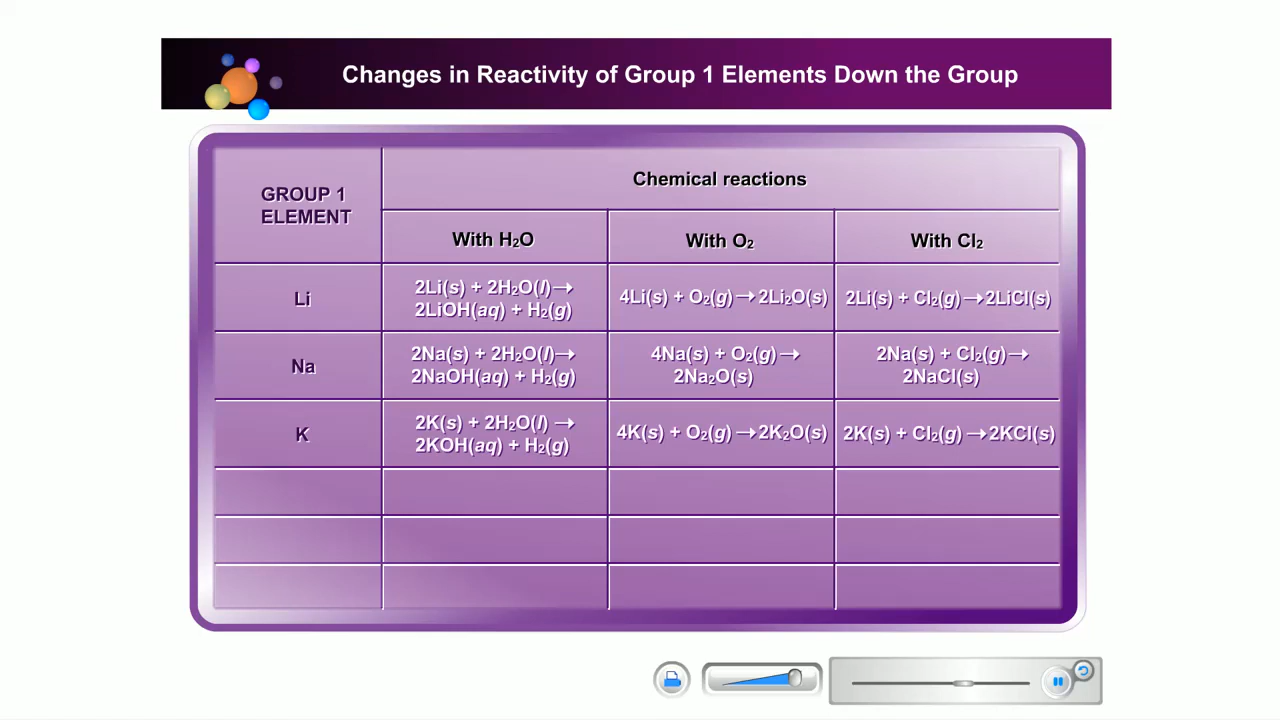 Changes in Reactivity of Group 1 Elements Down the Group
GROUP 1
ELEMENT
Chemical reactions
With H₂O
With O₂
With Cl₂
Li
2Li(s) + 2H₂O(l)→
2LiOH(aq) + H₂(g)
4Li(s) + O₂(g)→2Li₂O(s)
2Li(s) + Cl₂(g)→2LiCl(s)
Na
2Na(s) + 2H₂O(l)→
2NaOH(aq) + H₂(g)
4Na(s) + O₂(g)→
2Na₂O(s)
2Na(s) + Cl₂(g)→
2NaCl(s)
K
2K(s) + 2H₂O(l) →
2KOH(aq) + H₂(g)
4K(s) + O₂(g) →2K₂O(s)
2K(s) + Cl₂(g) →2KCl(s)